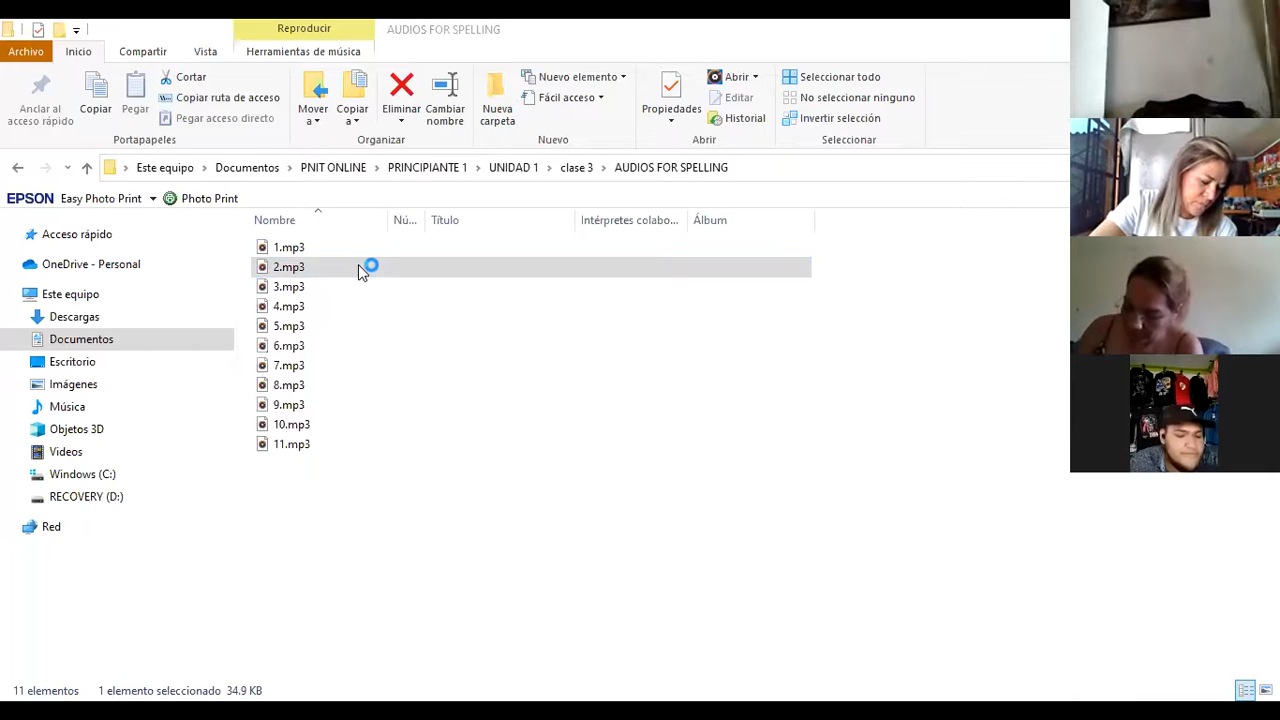 Reproducir
AUDIOS FOR SPELLING
Archivo
Inicio
Compartir
Vista
Herramientas de música
Anclar al acceso rápido
Copiar
Pegar
Cortar
Copiar ruta de acceso
Pegar acceso directo
Portapapeles
Mover a
Copiar a
Eliminar
Cambiar nombre
Organizar
Nueva carpeta
Nuevo elemento
Fácil acceso
Nuevo
Propiedades
Abrir
Editar
Historial
Abrir
Seleccionar todo
No seleccionar ninguno
Invertir selección
Seleccionar
Este equipo > Documentos > PNIT ONLINE > PRINCIPIANTE 1 > UNIDAD 1 > clase 3 > AUDIOS FOR SPELLING
EPSON Easy Photo Print Photo Print
Nombre Nú... Título Intérpretes colabo... Álbum
Acceso rápido
OneDrive - Personal
Este equipo
Descargas
Documentos
Escritorio
Imágenes
Música
Objetos 3D
Videos
Windows (C:)
RECOVERY (D:)
Red
1.mp3
2.mp3
3.mp3
4.mp3
5.mp3
6.mp3
7.mp3
8.mp3
9.mp3
10.mp3
11.mp3
11 elementos 1 elemento seleccionado 34.9 KB